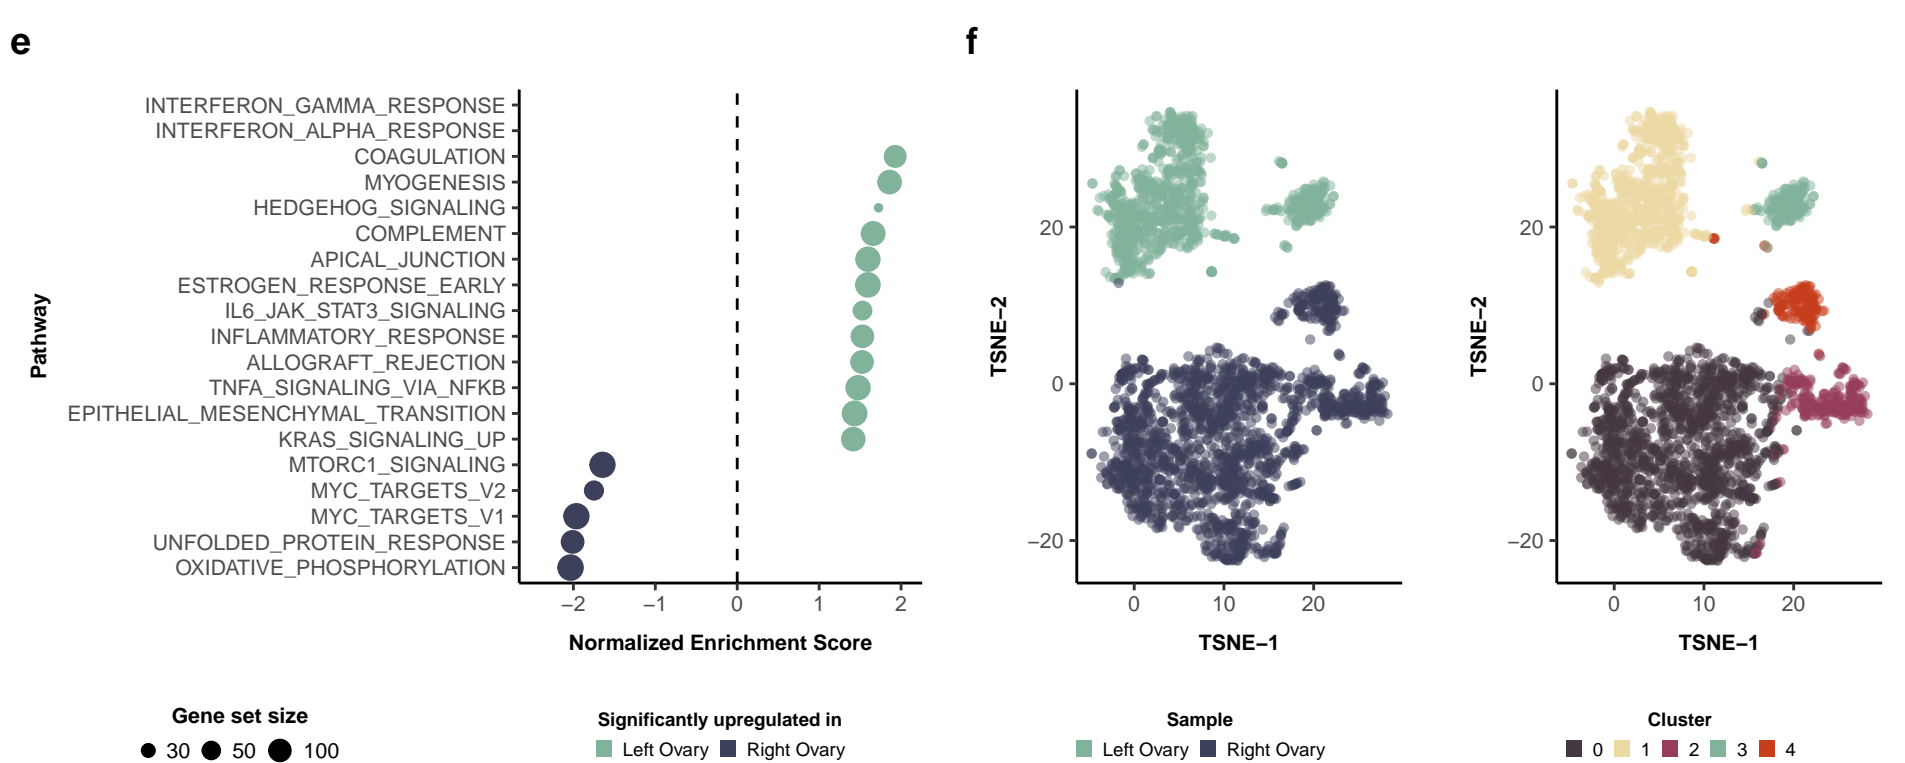 e
INTERFERON_GAMMA_RESPONSE
INTERFERON_ALPHA_RESPONSE
COAGULATION
MYOGENESIS
HEDGEHOG_SIGNALING
COMPLEMENT
APICAL_JUNCTION
ESTROGEN_RESPONSE_EARLY
IL6_JAK_STAT3_SIGNALING
INFLAMMATORY_RESPONSE
ALLOGRAFT_REJECTION
TNFA_SIGNALING_VIA_NFKB
EPITHELIAL_MESENCHYMAL_TRANSITION
KRAS_SIGNALING_UP
MTORC1_SIGNALING
MYC_TARGETS_V2
MYC_TARGETS_V1
UNFOLDED_PROTEIN_RESPONSE
OXIDATIVE_PHOSPHORYLATION
Pathway
−2 −1 0 1 2
Normalized Enrichment Score
Gene set size
30 50 100
Significantly upregulated in
Left Ovary Right Ovary
f
TSNE−2
20
0
−20
0 10 20
TSNE−1
Sample
Left Ovary Right Ovary
TSNE−2
20
0
−20
0 10 20
TSNE−1
Cluster
0 1 2 3 4